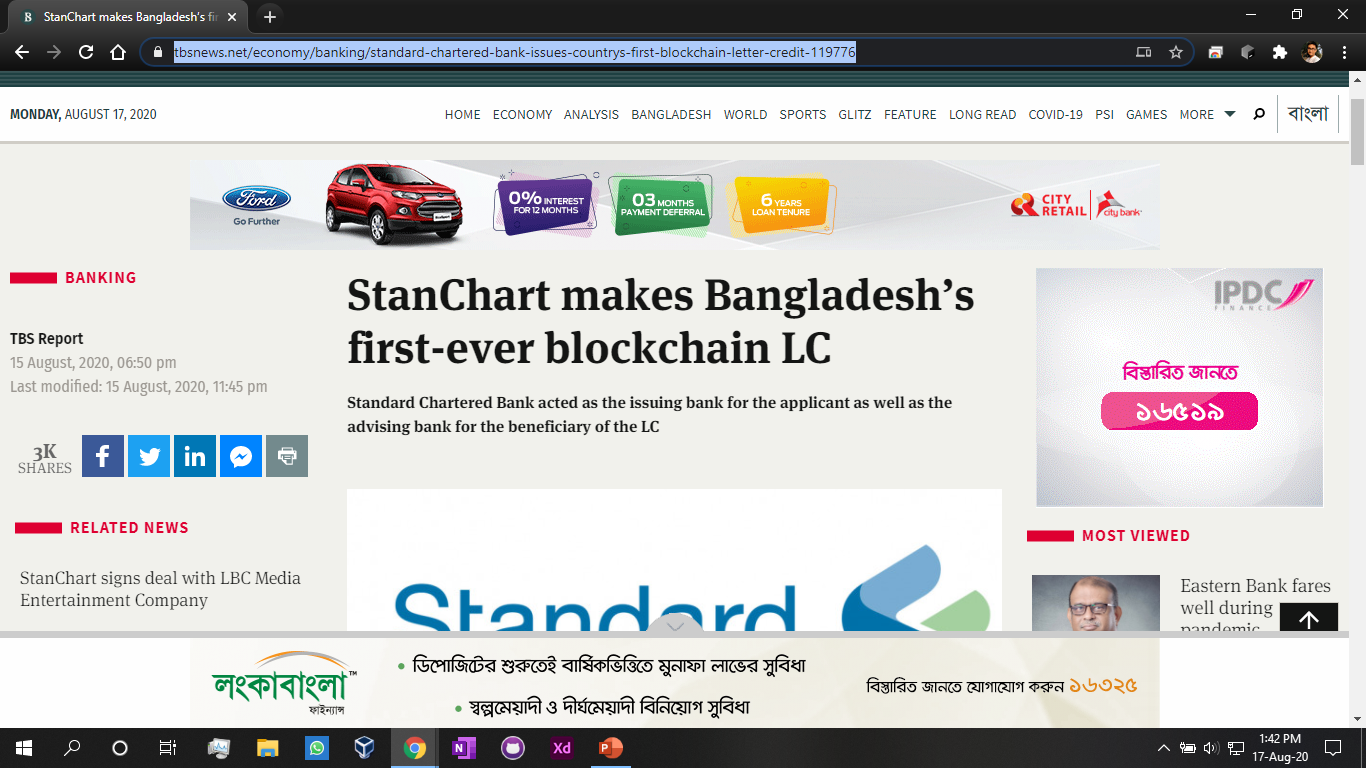 StanChart makes Bangladesh's fir
tbsnews.net/economy/banking/standard-chartered-bank-issues-countrys-first-blockchain-letter-credit-119776
MONDAY, AUGUST 17, 2020
HOME ECONOMY ANALYSIS BANGLADESH WORLD SPORTS GLITZ FEATURE LONG READ COVID-19 PSI GAMES MORE বাংলা
Ford
Go Further
0% INTEREST
FOR 12 MONTHS
03 MONTHS
PAYMENT DEFERRAL
6 YEARS
LOAN TENURE
CITY
RETAIL
city bank
BANKING
TBS Report
15 August, 2020, 06:50 pm
Last modified: 15 August, 2020, 11:45 pm
3K
SHARES
RELATED NEWS
StanChart signs deal with LBC Media
Entertainment Company
StanChart makes Bangladesh’s
first-ever blockchain LC
Standard Chartered Bank acted as the issuing bank for the applicant as well as the
advising bank for the beneficiary of the LC
Standard
IPDC
FINANCE
বিস্তারিত জানতে
১৬৫১৯
MOST VIEWED
Eastern Bank fares
well during
pandemic
লংকাবাংলা™
ফাইন্যান্স
• ডিপোজিটের শুরুতেই বার্ষিকভিত্তিতে মুনাফা লাভের সুবিধা
• স্বল্পমেয়াদী ও দীর্ঘমেয়াদী বিনিয়োগ সুবিধা
বিস্তারিত জানতে যোগাযোগ করুন ১৬৩২৫
1:42 PM
17-Aug-20